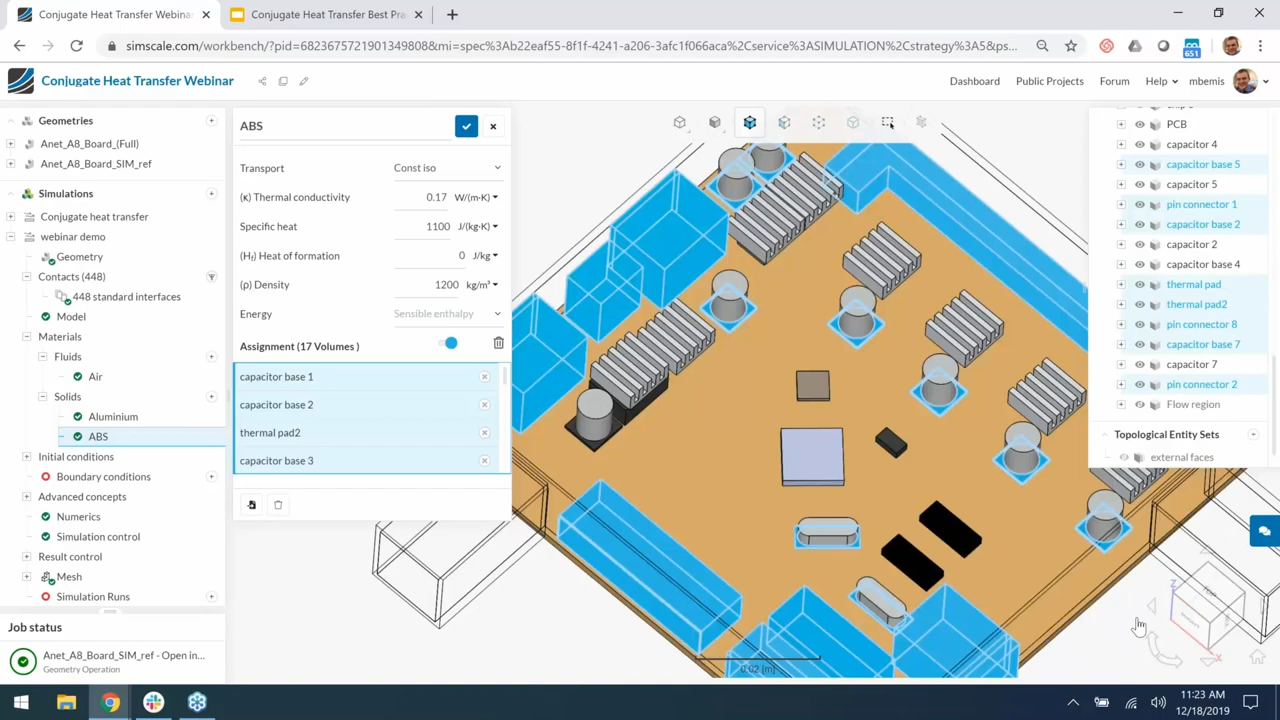 Conjugate Heat Transfer Webinar
Conjugate Heat Transfer Best Pra
simscale.com/workbench/?pid=6823675721901349808&mi=spec%3Ab22eaf55-8f1f-4241-a206-3afc1f066aca%2Cservice%3ASIMULATION%2Cstrategy%3A5&ps...
651
Conjugate Heat Transfer Webinar
Dashboard
Public Projects
Forum
Help
mbemis
Geometries
Anet_A8_Board_(Full)
Anet_A8_Board_SIM_ref
Simulations
Conjugate heat transfer
webinar demo
Geometry
Contacts (448)
448 standard interfaces
Model
Materials
Fluids
Air
Solids
Aluminium
ABS
Initial conditions
Boundary conditions
Advanced concepts
Numerics
Simulation control
Result control
Mesh
Simulation Runs
Job status
Anet_A8_Board_SIM_ref - Open in...
Geometry Operation
ABS
Transport Const iso
(κ) Thermal conductivity 0.17 W/(m·K)
Specific heat 1100 J/(kg·K)
(Hf) Heat of formation 0 J/kg
(ρ) Density 1200 kg/m³
Energy Sensible enthalpy
Assignment (17 Volumes )
capacitor base 1
capacitor base 2
thermal pad2
capacitor base 3
PCB
capacitor 4
capacitor base 5
capacitor 5
pin connector 1
capacitor base 2
capacitor 2
capacitor base 4
thermal pad
thermal pad2
pin connector 8
capacitor base 7
capacitor 7
pin connector 2
Flow region
Topological Entity Sets
external faces
0.02 [m]
Z
X
11:23 AM
12/18/2019